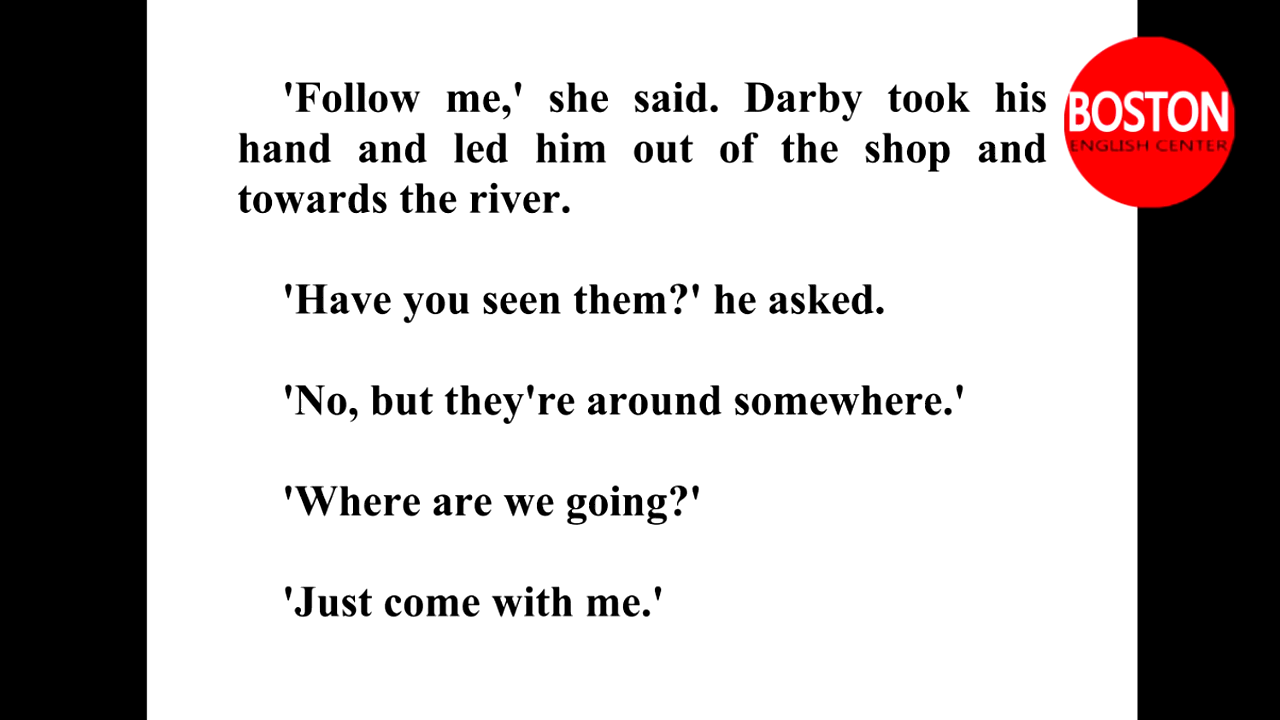 'Follow me,' she said. Darby took his
hand and led him out of the shop and
towards the river.
'Have you seen them?' he asked.
'No, but they're around somewhere.'
'Where are we going?'
'Just come with me.'
BOSTON
ENGLISH CENTER